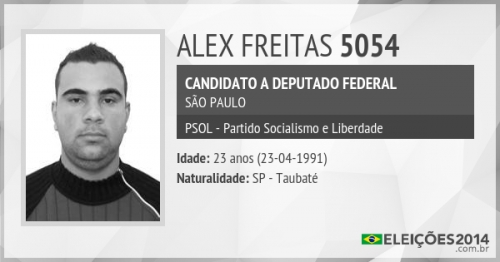 ALEX FREITAS 5054
CANDIDATO A DEPUTADO FEDERAL
SÃO PAULO
PSOL - Partido Socialismo e Liberdade
Idade: 23 anos (23-04-1991)
Naturalidade: SP - Taubaté
ELEIÇÕES2014
.com.br